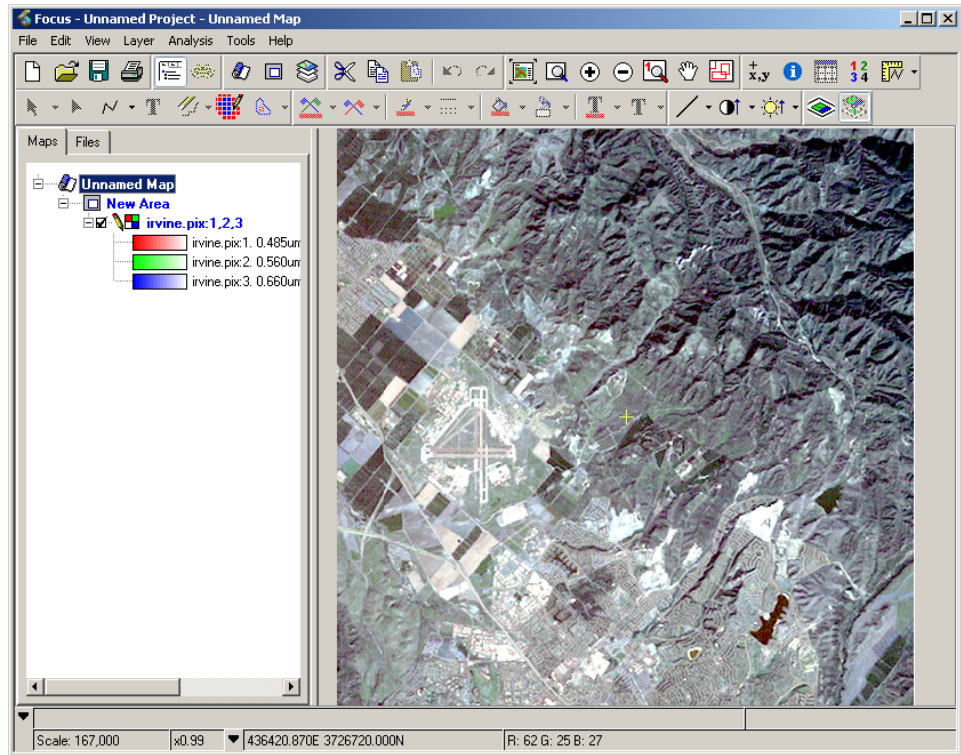 Focus - Unnamed Project - Unnamed Map
File Edit View Layer Analysis Tools Help
x,y
1 2
3 4
T
T
T
Maps Files
Unnamed Map
New Area
irvine.pix:1,2,3
irvine.pix:1. 0.485um
irvine.pix:2. 0.560um
irvine.pix:3. 0.660um
Scale: 167,000 x0.99 436420.870E 3726720.000N R: 62 G: 25 B: 27